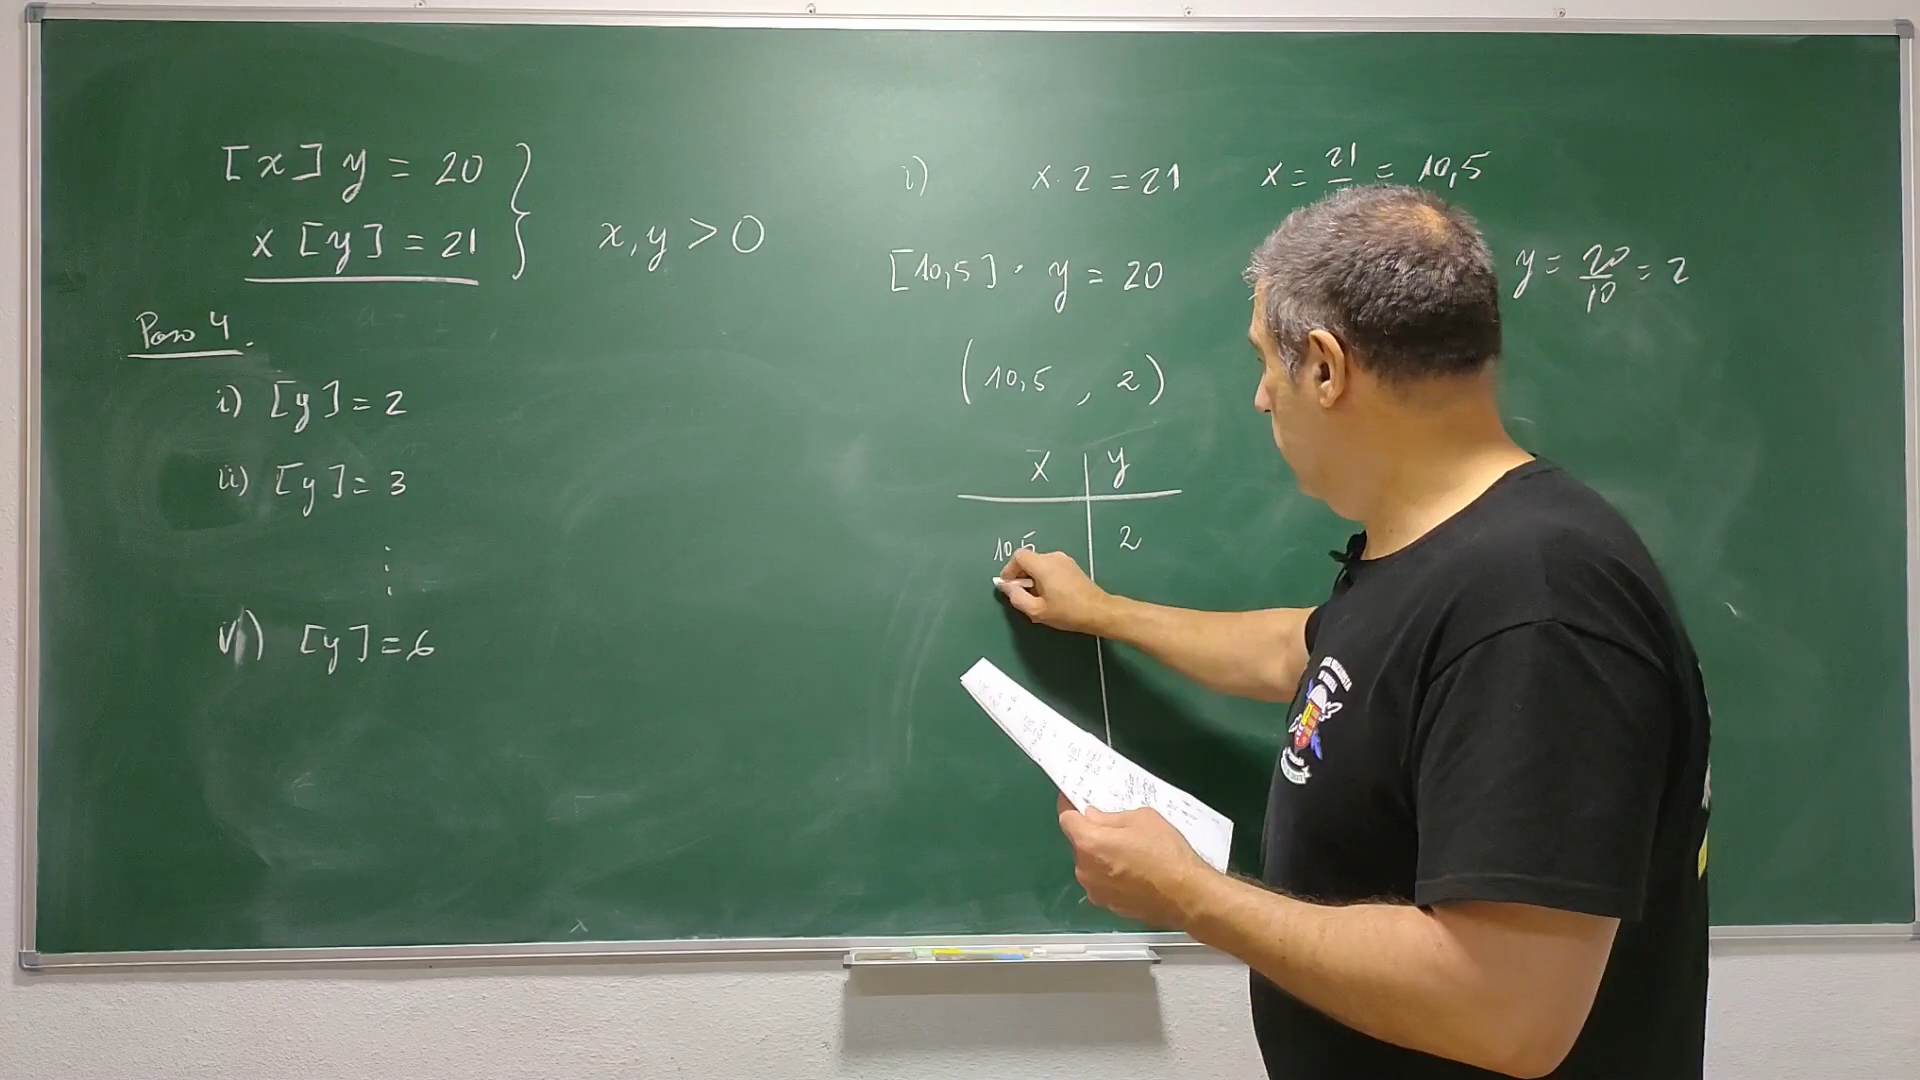 [x] y = 20
x [y] = 21
x, y > 0
Paso 4.
i) [y] = 2
ii) [y] = 3
⋮
v) [y] = 6
i) x · 2 = 21 x = 21 = 10,5
[10,5] · y = 20 y = 20/10 = 2
(10,5 , 2)
x | y
10,5 | 2